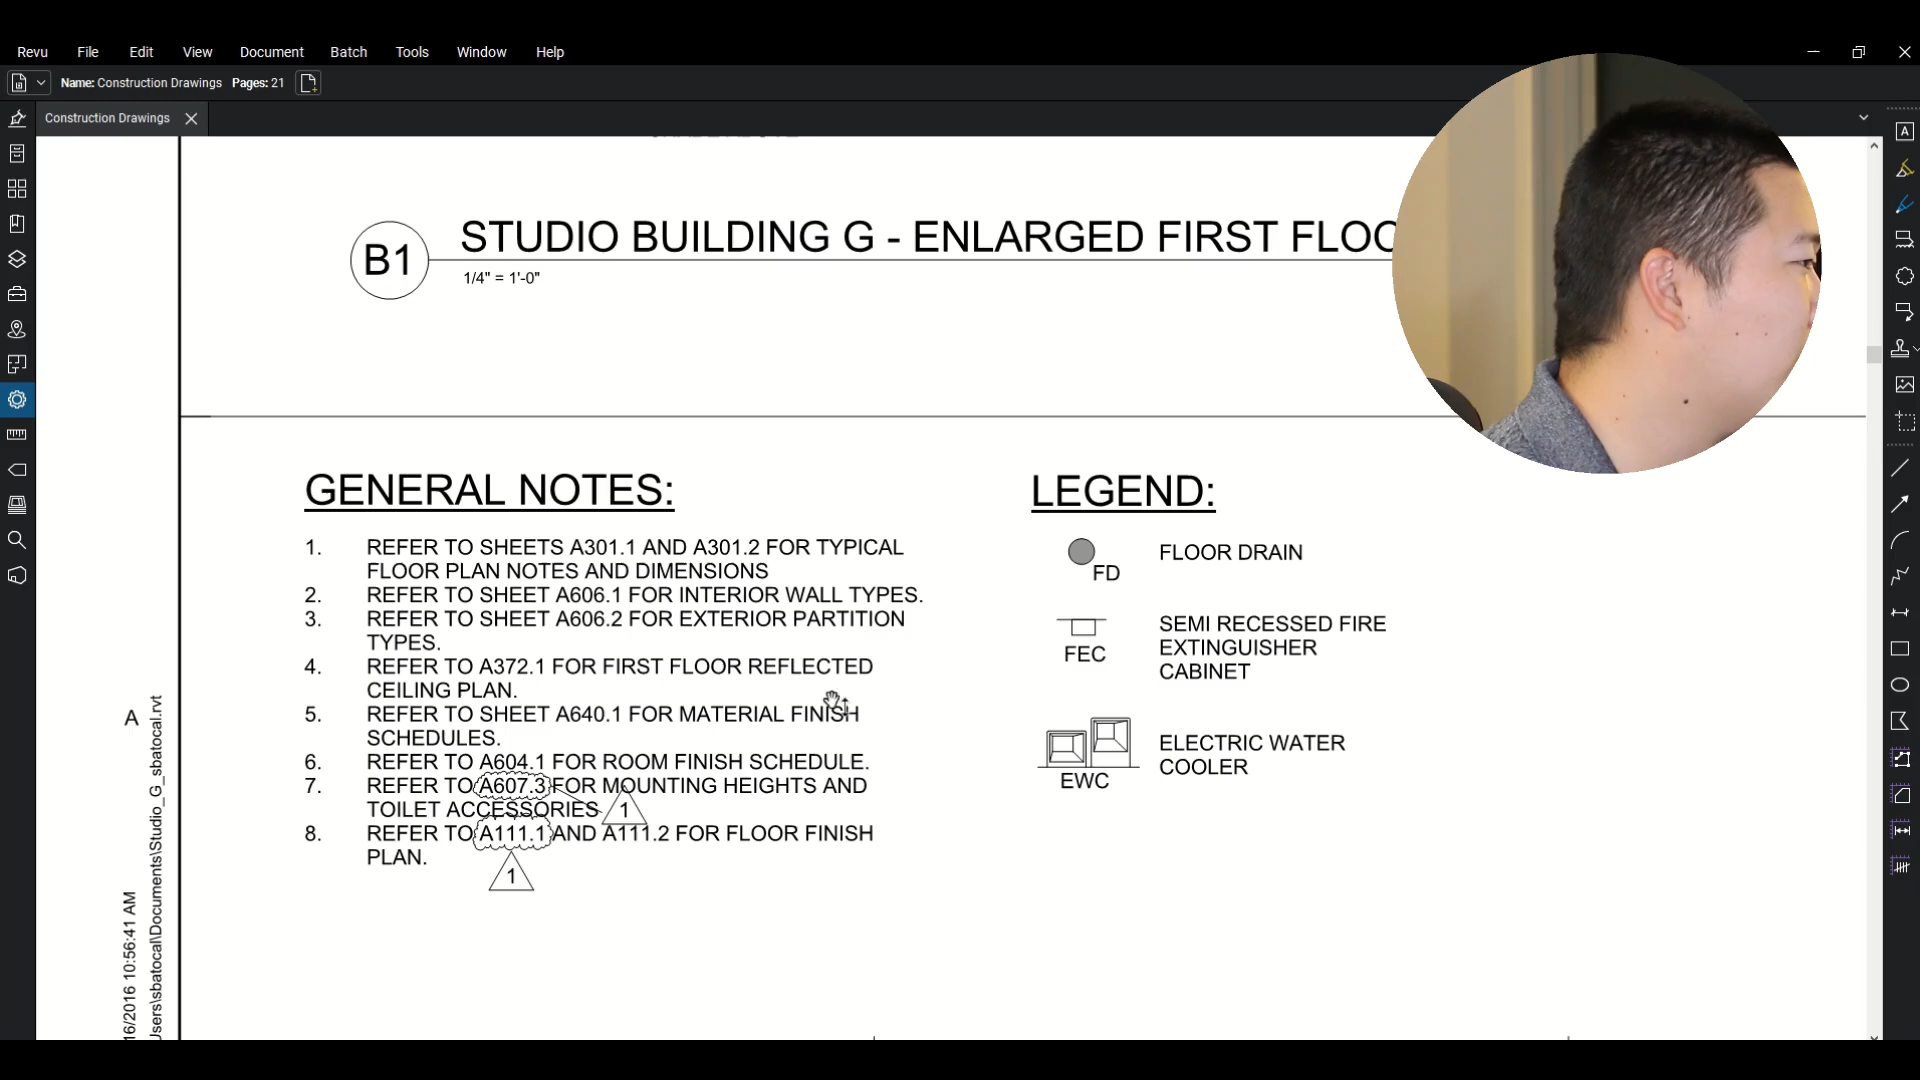 Revu File Edit View Document Batch Tools Window Help
Name: Construction Drawings Pages: 21
Construction Drawings
B1
STUDIO BUILDING G - ENLARGED FIRST FLOO
1/4" = 1'-0"
GENERAL NOTES:
1. REFER TO SHEETS A301.1 AND A301.2 FOR TYPICAL
FLOOR PLAN NOTES AND DIMENSIONS
2. REFER TO SHEET A606.1 FOR INTERIOR WALL TYPES.
3. REFER TO SHEET A606.2 FOR EXTERIOR PARTITION
TYPES.
4. REFER TO A372.1 FOR FIRST FLOOR REFLECTED
CEILING PLAN.
5. REFER TO SHEET A640.1 FOR MATERIAL FINISH
SCHEDULES.
6. REFER TO A604.1 FOR ROOM FINISH SCHEDULE.
7. REFER TO A607.3 FOR MOUNTING HEIGHTS AND
TOILET ACCESSORIES
1
8. REFER TO A111.1 AND A111.2 FOR FLOOR FINISH
PLAN.
1
LEGEND:
FD
FLOOR DRAIN
FEC
SEMI RECESSED FIRE
EXTINGUISHER
CABINET
EWC
ELECTRIC WATER
COOLER
A
16/2016 10:56:41 AM
Users\sbatocal\Documents\Studio_G_sbatocal.rvt
A